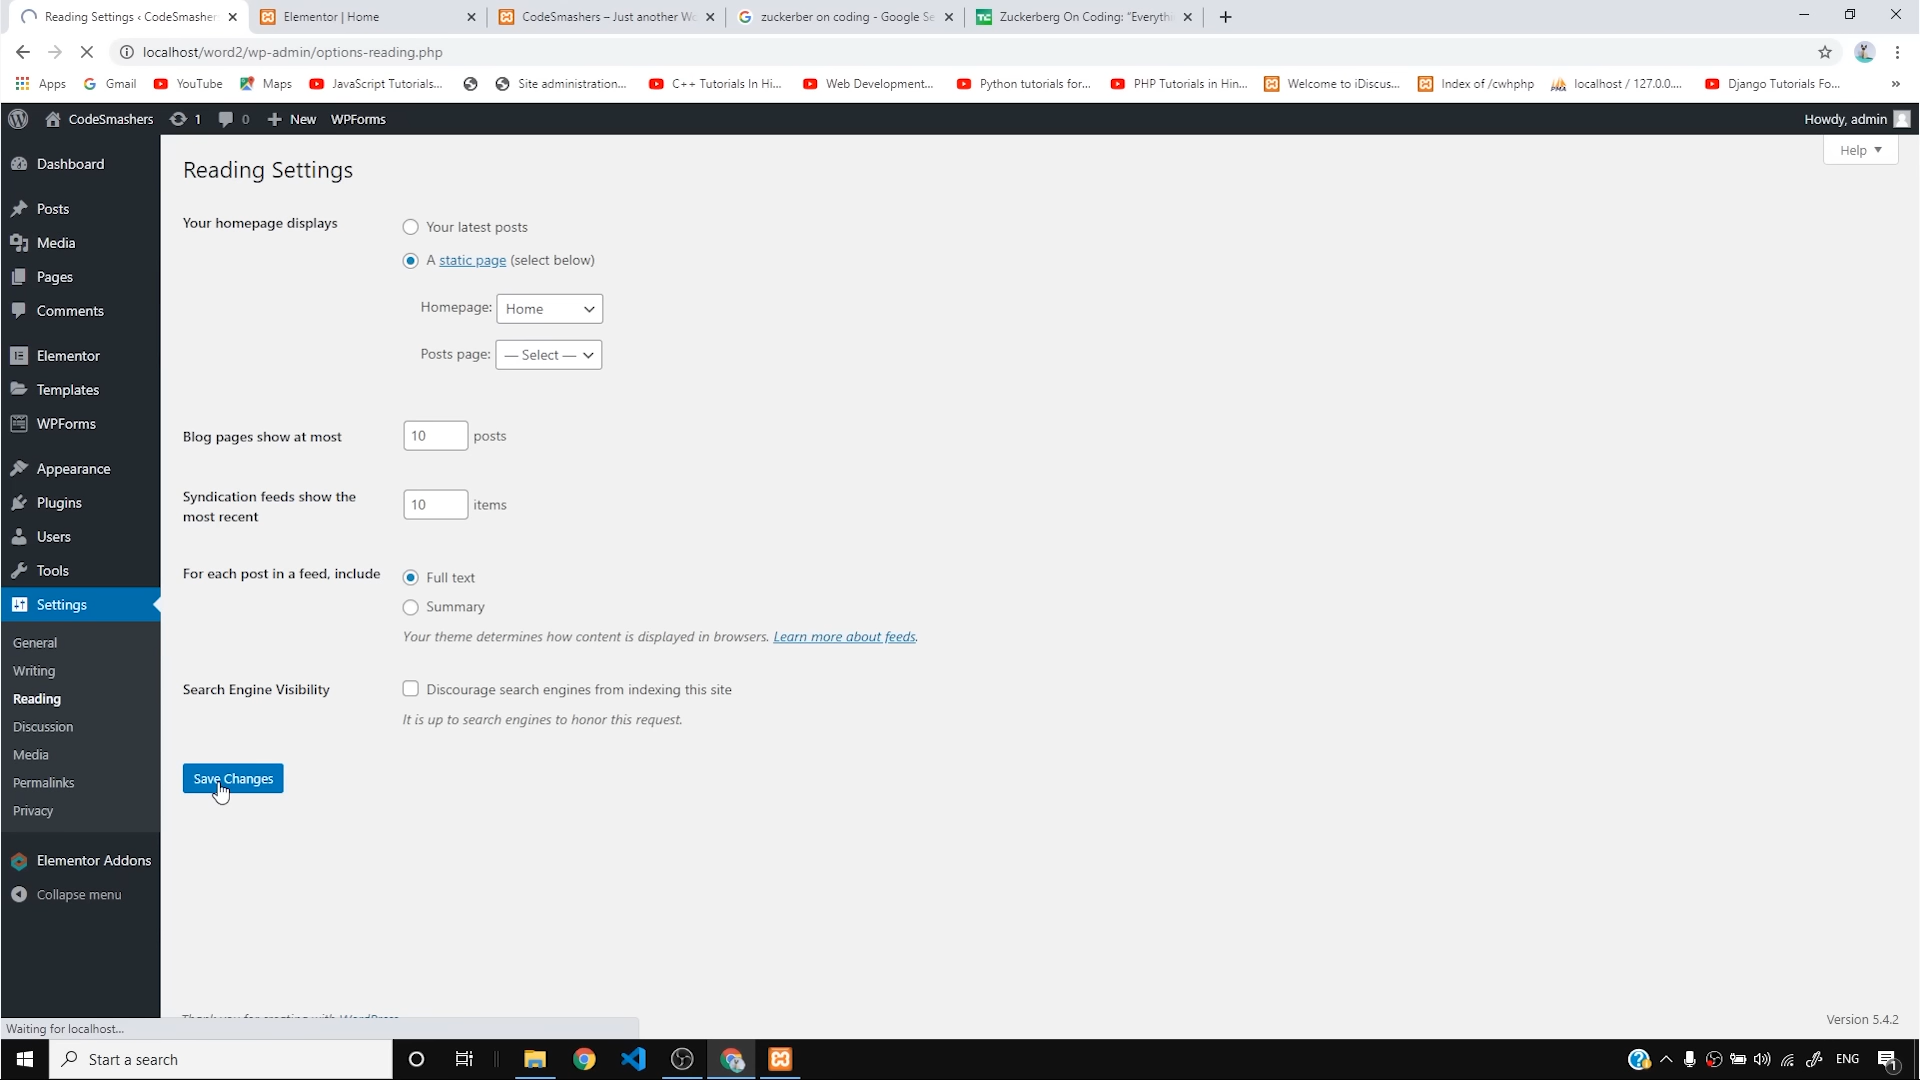 Reading Settings ‹ CodeSmasher
Elementor | Home
CodeSmashers – Just another Wo
zuckerber on coding - Google Se
Zuckerberg On Coding: “Everythi
localhost/word2/wp-admin/options-reading.php
Apps
Gmail
YouTube
Maps
JavaScript Tutorials...
Site administration...
C++ Tutorials In Hi...
Web Development...
Python tutorials for...
PHP Tutorials in Hin...
Welcome to iDiscus...
Index of /cwhphp
localhost / 127.0.0....
Django Tutorials Fo...
»
CodeSmashers
1
0
New
WPForms
Howdy, admin
Help
Dashboard
Posts
Media
Pages
Comments
Elementor
Templates
WPForms
Appearance
Plugins
Users
Tools
Settings
General
Writing
Reading
Discussion
Media
Permalinks
Privacy
Elementor Addons
Collapse menu
Reading Settings
Your homepage displays
Your latest posts
A static page (select below)
Homepage: Home
Posts page: — Select —
Blog pages show at most 10 posts
Syndication feeds show the
most recent
10 items
For each post in a feed, include
Full text
Summary
Your theme determines how content is displayed in browsers. Learn more about feeds.
Search Engine Visibility
Discourage search engines from indexing this site
It is up to search engines to honor this request.
Save Changes
Thank you for creating with WordPress.
Version 5.4.2
Waiting for localhost...
Start a search
ENG
1